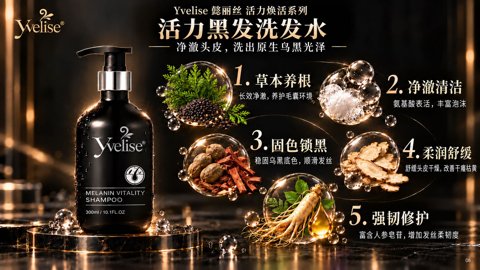 Yvelise®
Yvelise 懿丽丝 活力焕活系列
活力黑发洗发水
净澈头皮，洗出原生乌黑光泽
Yvelise®
MELANIN VITALITY
SHAMPOO
300ml / 10.1FL.OZ
1. 草本养根
长效净澈，养护毛囊环境
2. 净澈清洁
氨基酸表活，丰富泡沫
3. 固色锁黑
稳固乌黑底色，顺滑发丝
4. 柔润舒缓
舒缓头皮干燥，改善干痒枯黄
5. 强韧修护
富含人参皂苷，增加发丝柔韧度
06